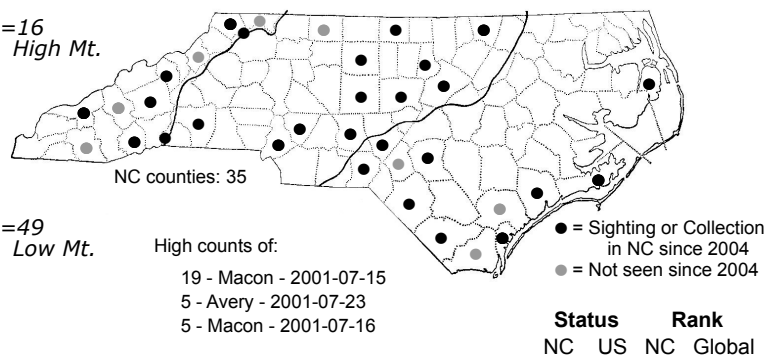 =16
High Mt.
NC counties: 35
=49
Low Mt.
High counts of:
19 - Macon - 2001-07-15
5 - Avery - 2001-07-23
5 - Macon - 2001-07-16
= Sighting or Collection
in NC since 2004
= Not seen since 2004
Status Rank
NC US NC Global